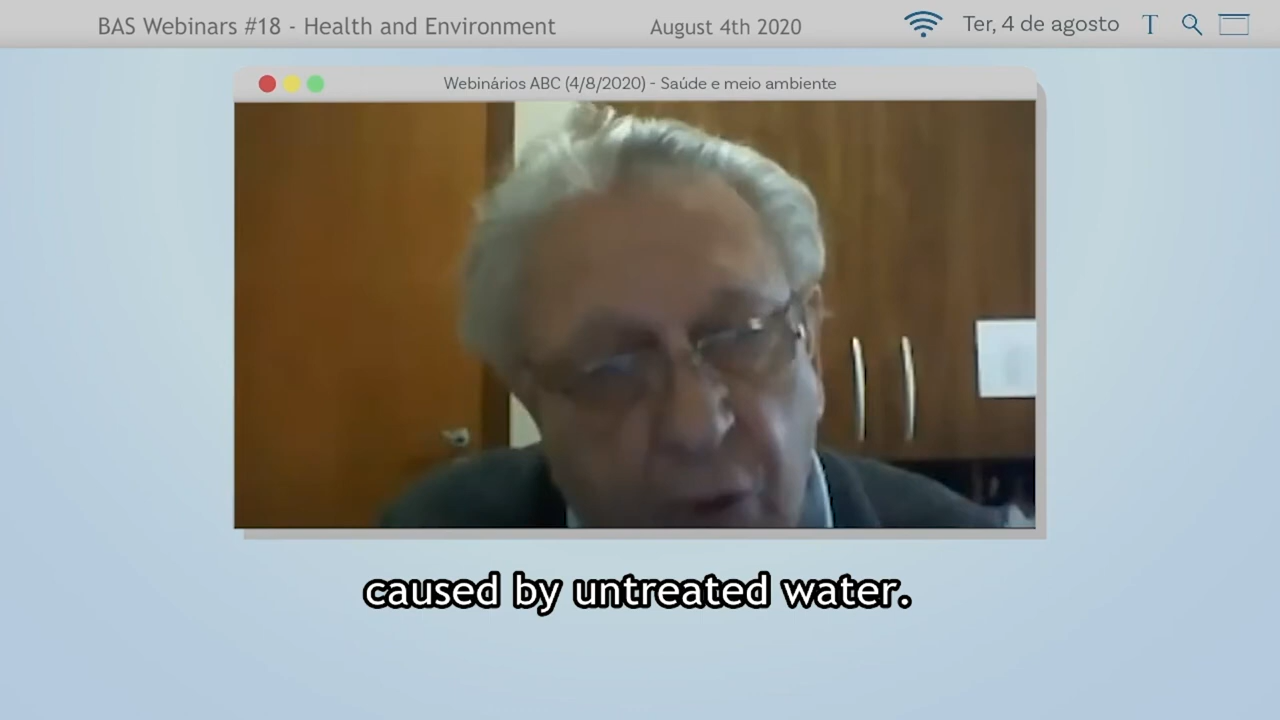 BAS Webinars #18 - Health and Environment
August 4th 2020
Ter, 4 de agosto
T
Webinários ABC (4/8/2020) - Saúde e meio ambiente
caused by untreated water.